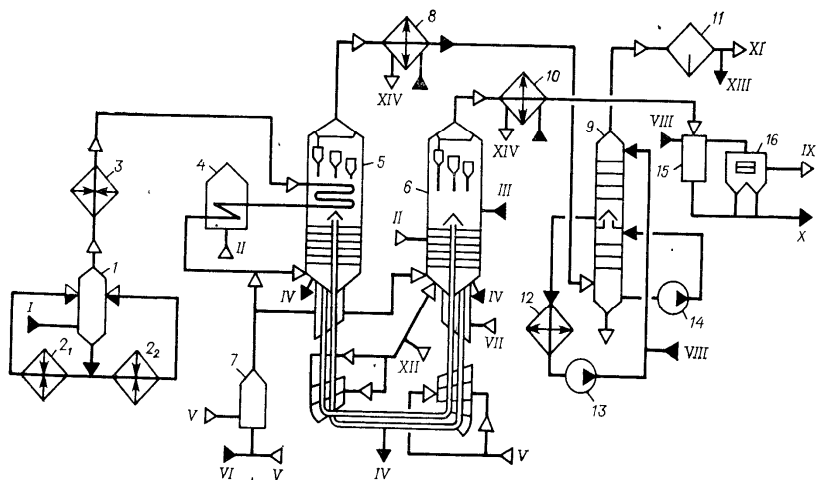 8
11
XI
XIII
XIV
10
XIV
9
VIII
16
IX
15
X
3
4
5
6
III
II
II
1
I
IV
IV
VII
12
14
2₁
2₂
7
XII
VIII
V
13
VI
V
IV
V